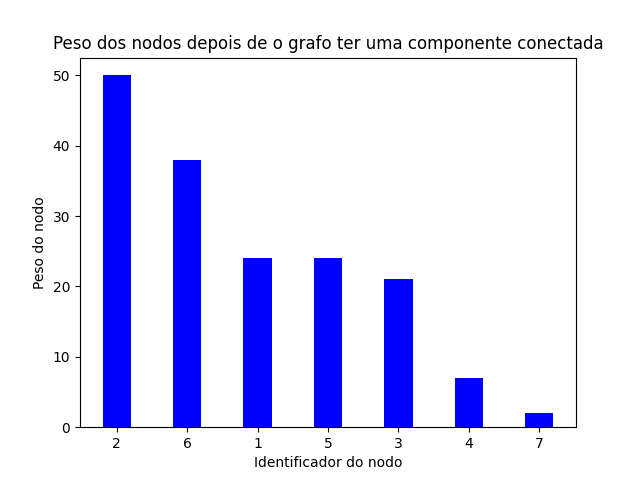 Peso dos nodos depois de o grafo ter uma componente conectada
Peso do nodo
50
40
30
20
10
0
2 6 1 5 3 4 7
Identificador do nodo